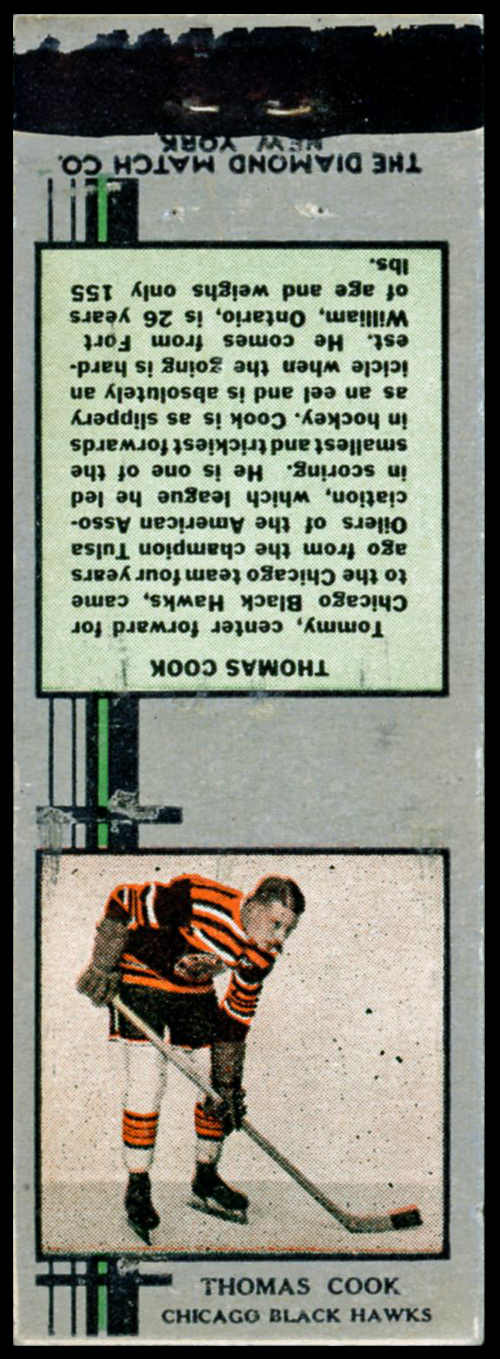 THE DIAMOND MATCH CO.
NEW YORK
THOMAS COOK
Tommy, center forward for
Chicago Black Hawks, came
to the Chicago team four years
ago from the champion Tulsa
Oilers of the American Asso-
ciation, which league he led
in scoring. He is one of the
smallest and trickiest forwards
in hockey. Cook is as slippery
as an eel and is absolutely an
icicle when the going is hard-
est. He comes from Fort
William, Ontario, is 26 years
of age and weighs only 155
lbs.
THOMAS COOK
CHICAGO BLACK HAWKS